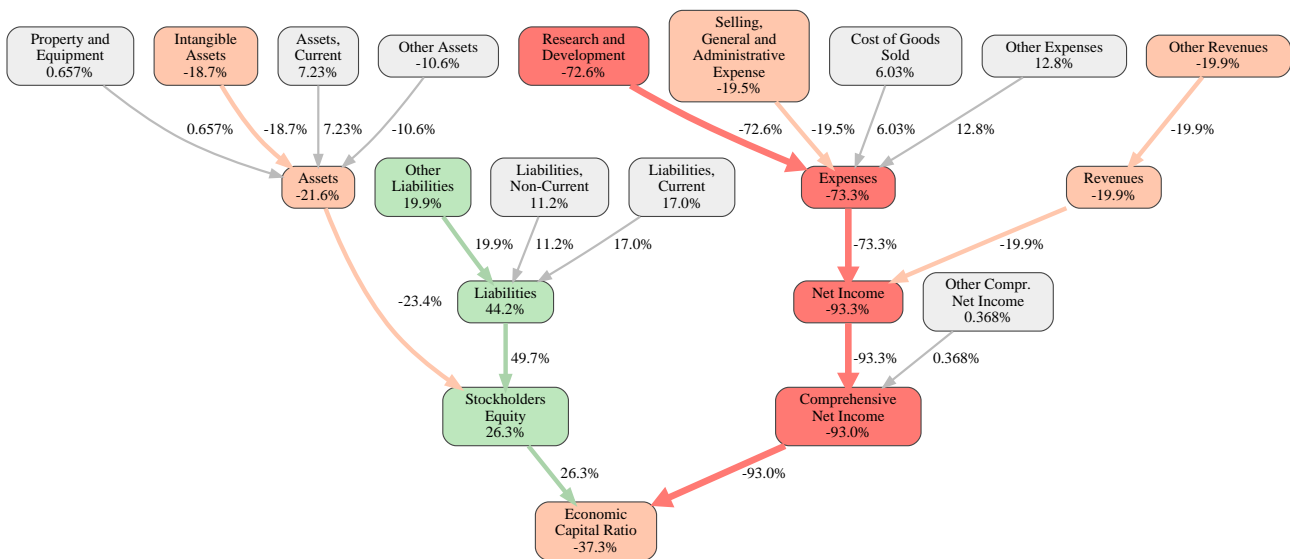 Property and
Equipment
0.657%
Intangible
Assets
-18.7%
Assets,
Current
7.23%
Other Assets
-10.6%
Research and
Development
-72.6%
Selling,
General and
Administrative
Expense
-19.5%
Cost of Goods
Sold
6.03%
Other Expenses
12.8%
Other Revenues
-19.9%
0.657%
-18.7%
7.23%
-10.6%
-72.6%
-19.5%
6.03%
12.8%
-19.9%
Assets
-21.6%
Other
Liabilities
19.9%
Liabilities,
Non-Current
11.2%
Liabilities,
Current
17.0%
Expenses
-73.3%
Revenues
-19.9%
19.9%
11.2%
17.0%
-73.3%
-19.9%
-23.4%
Liabilities
44.2%
Net Income
-93.3%
Other Compr.
Net Income
0.368%
49.7%
-93.3%
0.368%
Stockholders
Equity
26.3%
Comprehensive
Net Income
-93.0%
26.3%
-93.0%
Economic
Capital Ratio
-37.3%